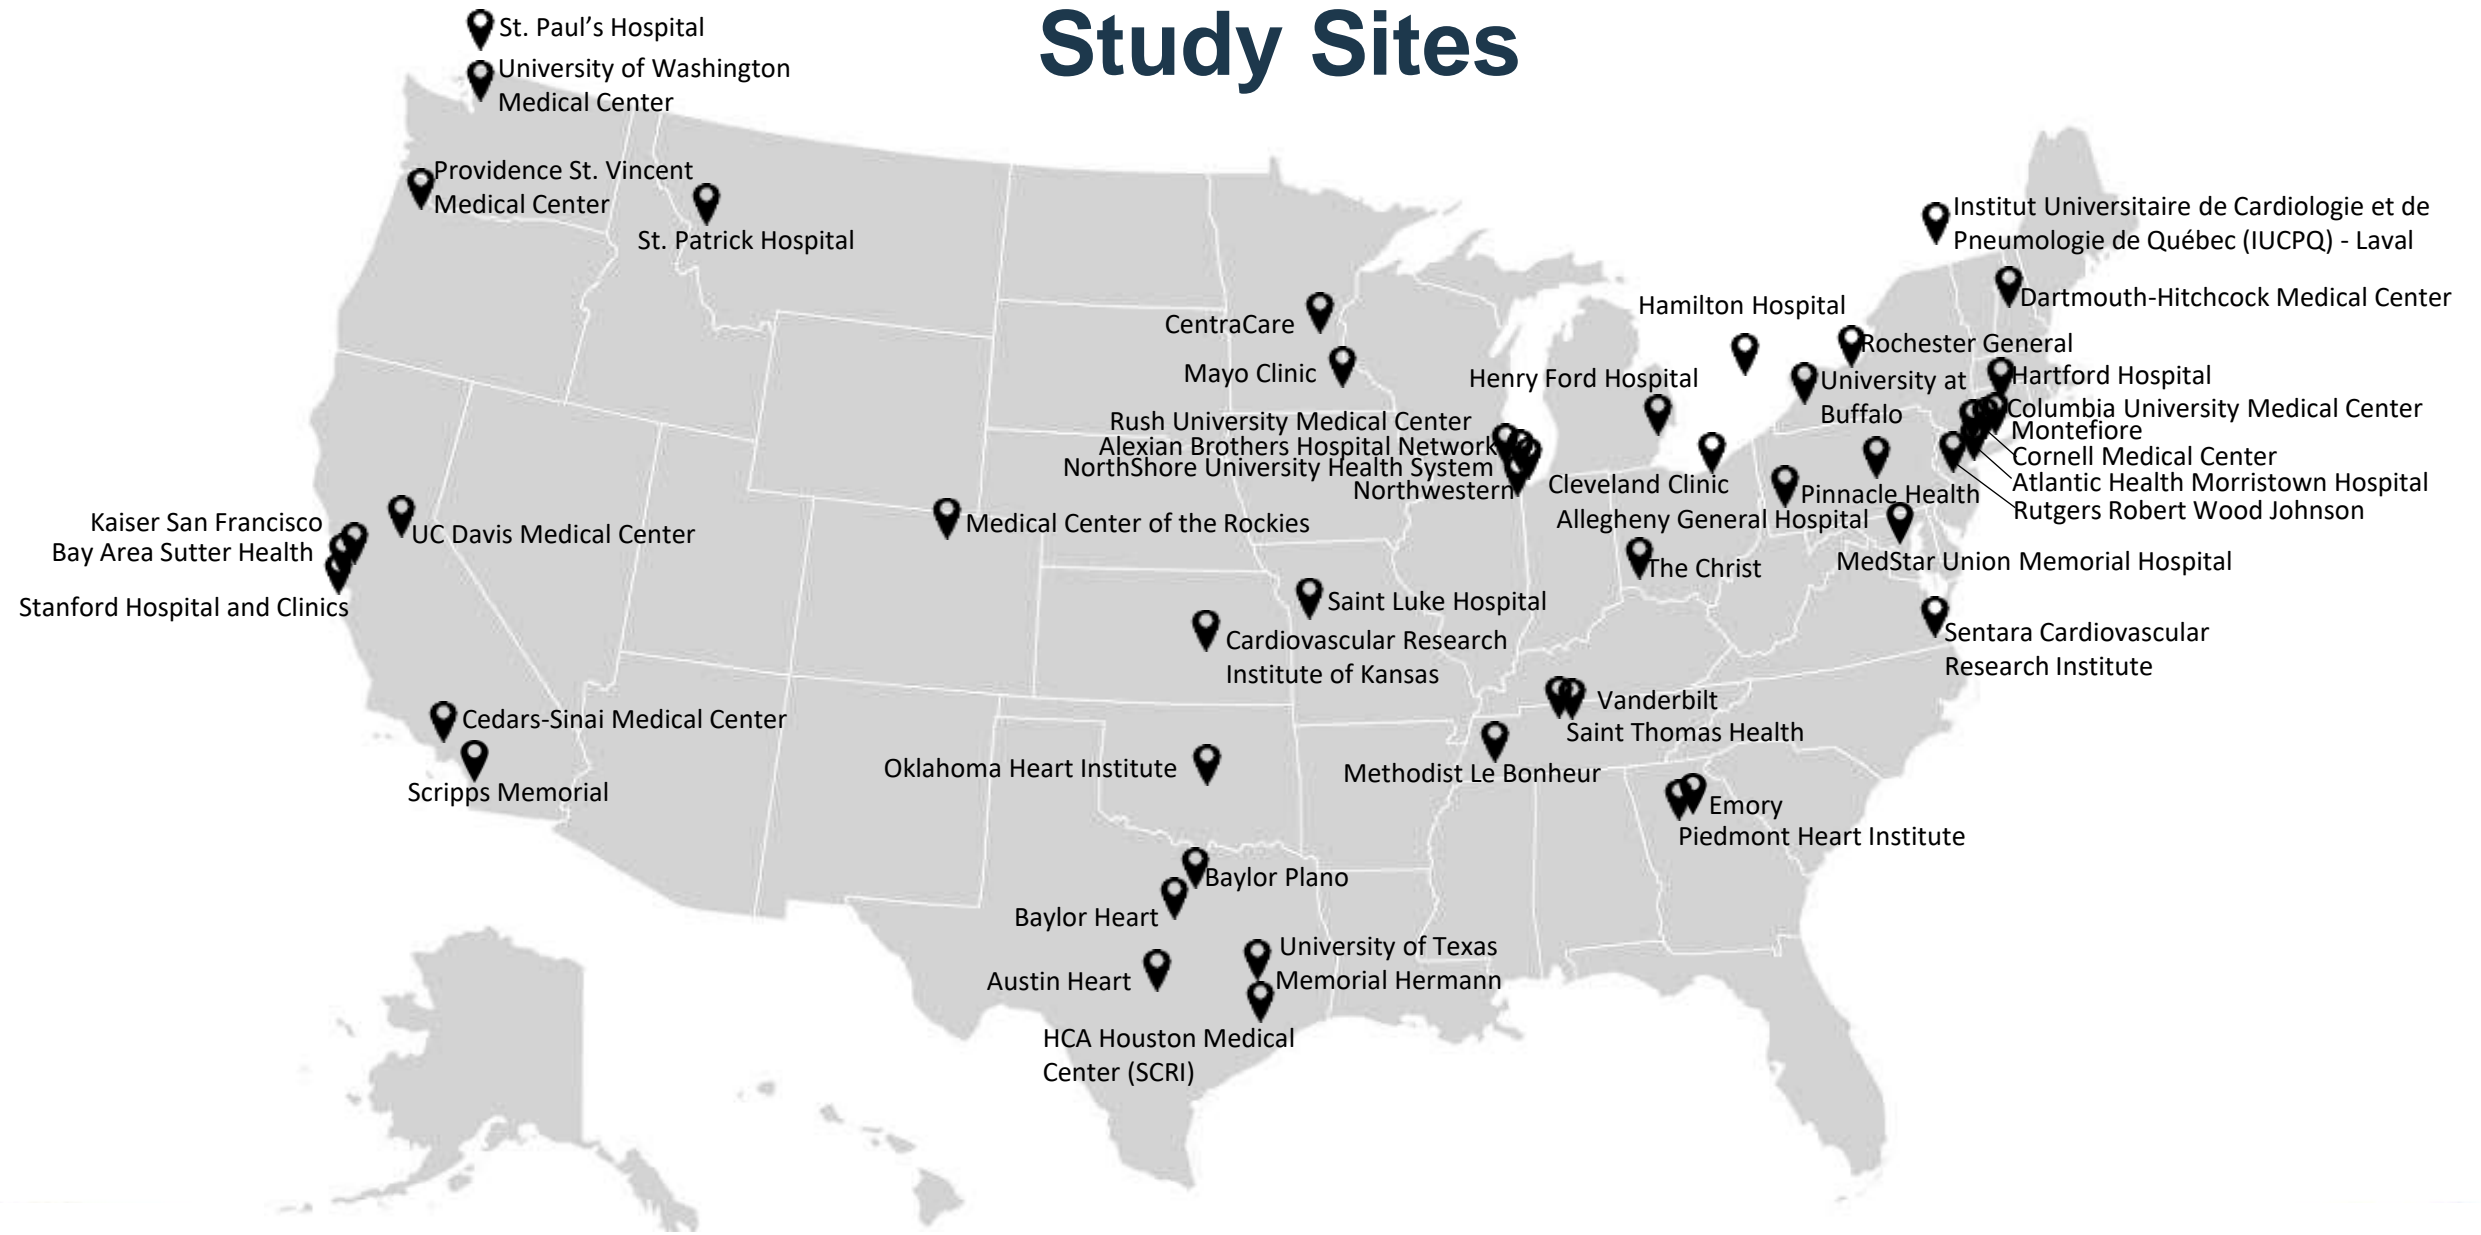 Study Sites
St. Paul’s Hospital
University of Washington
Medical Center
Providence St. Vincent
Medical Center
St. Patrick Hospital
Institut Universitaire de Cardiologie et de
Pneumologie de Québec (IUCPQ) - Laval
Dartmouth-Hitchcock Medical Center
Hamilton Hospital
Rochester General
CentraCare
Mayo Clinic
Henry Ford Hospital
University at
Buffalo
Hartford Hospital
Columbia University Medical Center
Montefiore
Cornell Medical Center
Atlantic Health Morristown Hospital
Rutgers Robert Wood Johnson
Rush University Medical Center
Alexian Brothers Hospital Network
NorthShore University Health System
Northwestern
Cleveland Clinic
Pinnacle Health
Allegheny General Hospital
MedStar Union Memorial Hospital
The Christ
Kaiser San Francisco
Bay Area Sutter Health
Stanford Hospital and Clinics
UC Davis Medical Center
Medical Center of the Rockies
Saint Luke Hospital
Cardiovascular Research
Institute of Kansas
Sentara Cardiovascular
Research Institute
Vanderbilt
Saint Thomas Health
Methodist Le Bonheur
Cedars-Sinai Medical Center
Scripps Memorial
Oklahoma Heart Institute
Emory
Piedmont Heart Institute
Baylor Plano
Baylor Heart
Austin Heart
University of Texas
Memorial Hermann
HCA Houston Medical
Center (SCRI)